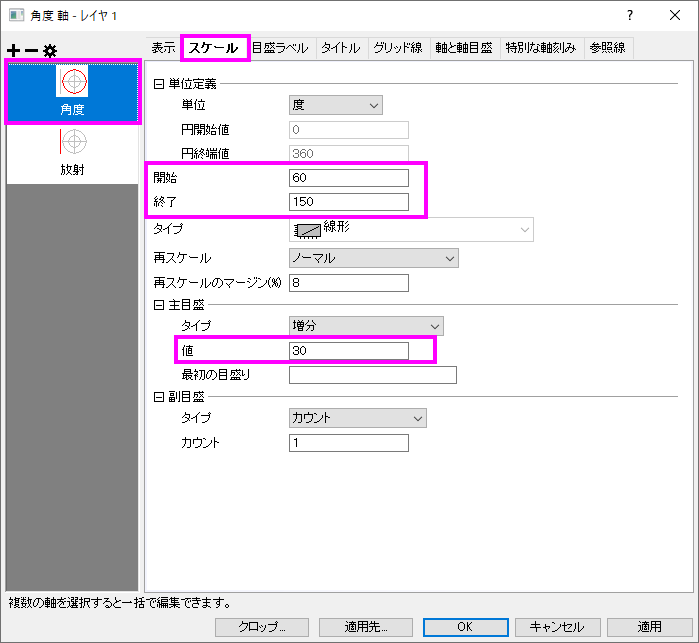 角度 軸 - レイヤ 1
表示 スケール 目盛ラベル タイトル グリッド線 軸と軸目盛 特別な軸刻み 参照線
角度
放射
単位定義
単位 度
円開始値 0
円終端値 360
開始 60
終了 150
タイプ 線形
再スケール ノーマル
再スケールのマージン(%) 8
主目盛
タイプ 増分
値 30
最初の目盛り
副目盛
タイプ カウント
カウント 1
複数の軸を選択すると一括で編集できます。
クロップ... 適用先... OK キャンセル 適用